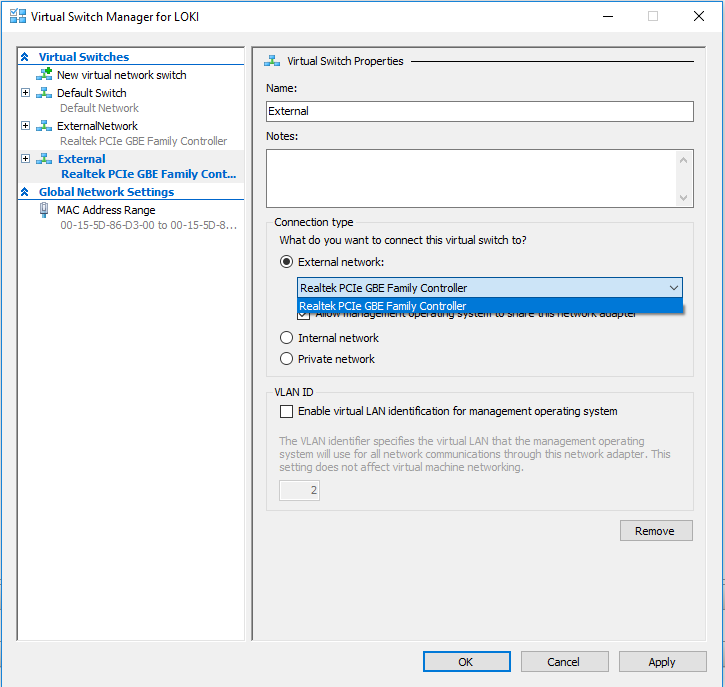 Virtual Switch Manager for LOKI
Virtual Switches
New virtual network switch
Default Switch
Default Network
ExternalNetwork
Realtek PCIe GBE Family Controller
External
Realtek PCIe GBE Family Cont...
Global Network Settings
MAC Address Range
00-15-5D-86-D3-00 to 00-15-5D-8...
Virtual Switch Properties
Name:
External
Notes:
Connection type
What do you want to connect this virtual switch to?
External network:
Realtek PCIe GBE Family Controller
Realtek PCIe GBE Family Controller
Allow management operating system to share this network adapter
Internal network
Private network
VLAN ID
Enable virtual LAN identification for management operating system
The VLAN identifier specifies the virtual LAN that the management operating
system will use for all network communications through this network adapter. This
setting does not affect virtual machine networking.
2
Remove
OK
Cancel
Apply